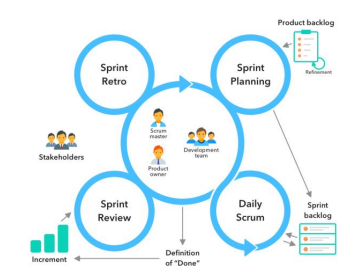 Product backlog
Refinement
Sprint
Retro
Sprint
Planning
Scrum
master
Development
team
Product
owner
Stakeholders
Sprint
Review
Daily
Scrum
Sprint
backlog
Increment
Definition
of "Done"